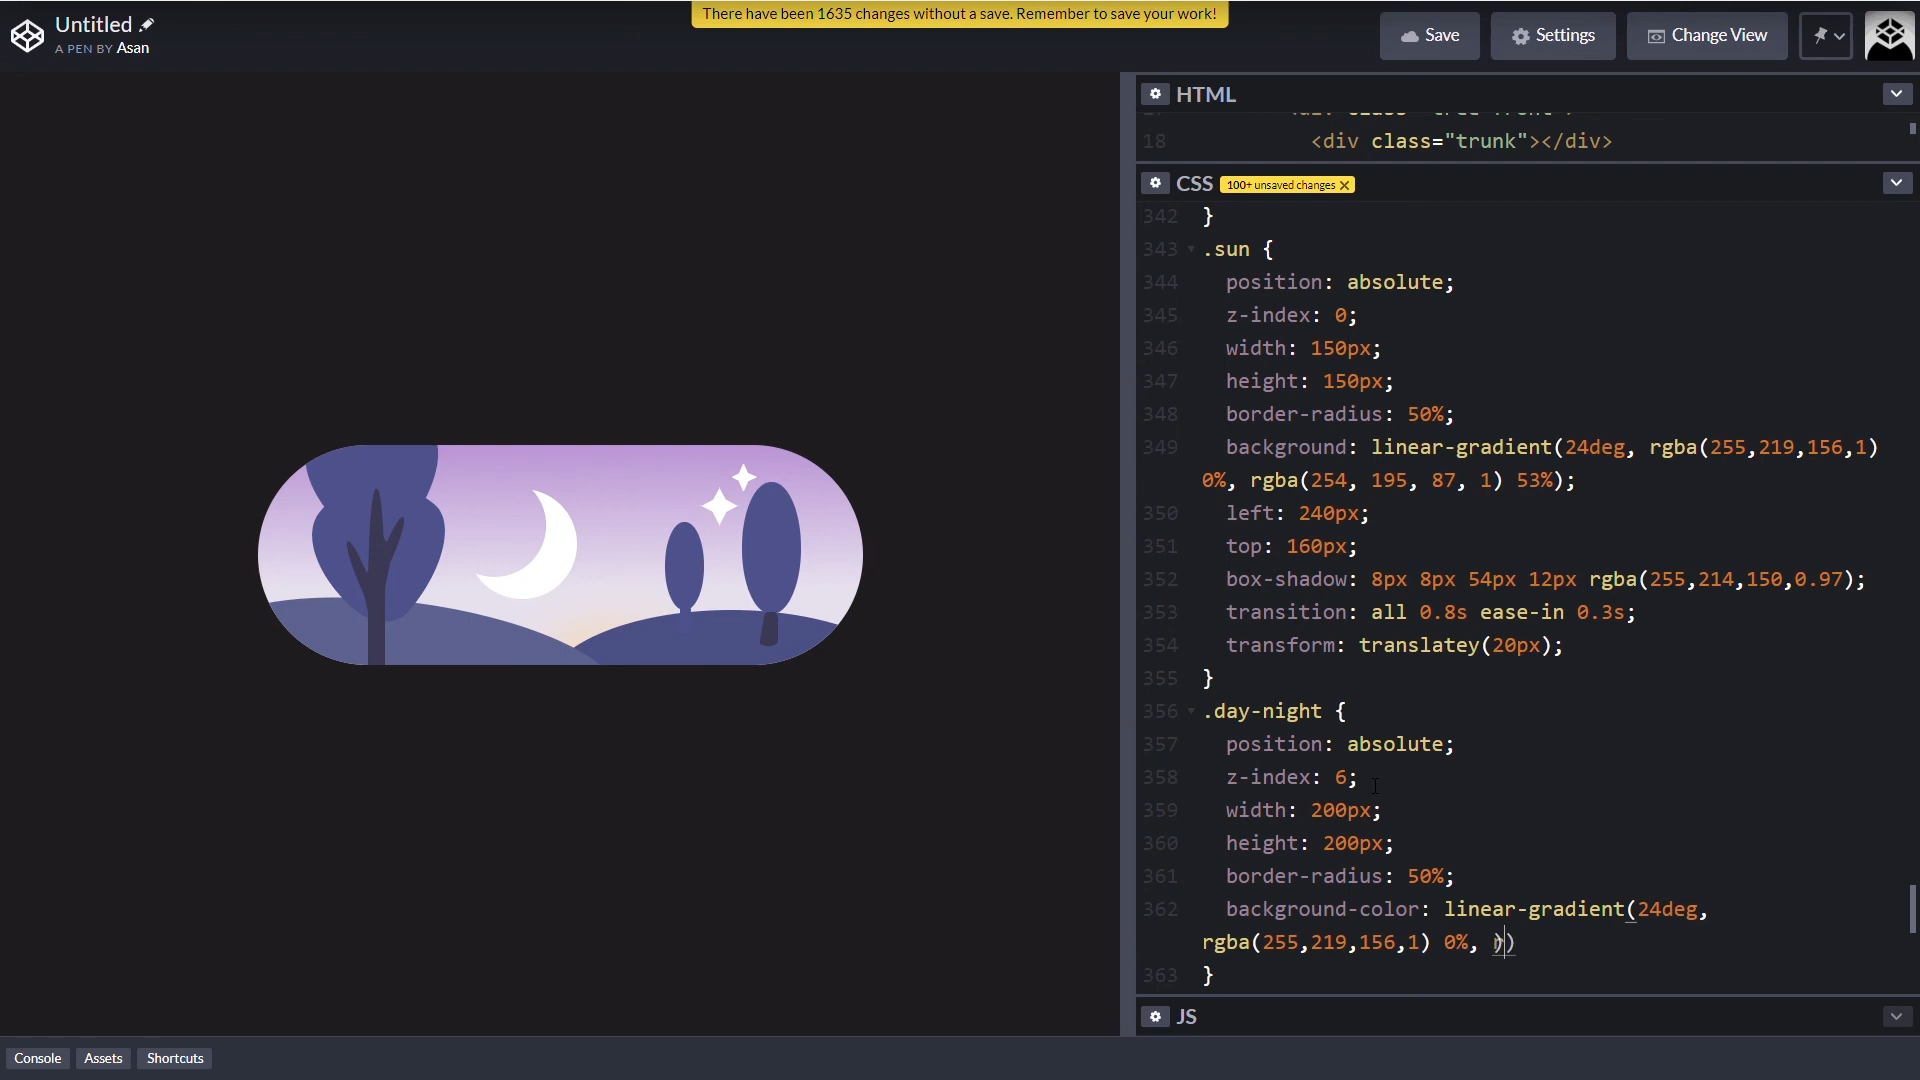 There have been 1635 changes without a save. Remember to save your work!
Untitled
A PEN BY Asan
Save
Settings
Change View
HTML
18 <div class="trunk"></div>
CSS 100+ unsaved changes ×
342 }
343 .sun {
344 position: absolute;
345 z-index: 0;
346 width: 150px;
347 height: 150px;
348 border-radius: 50%;
349 background: linear-gradient(24deg, rgba(255,219,156,1)
0%, rgba(254, 195, 87, 1) 53%);
350 left: 240px;
351 top: 160px;
352 box-shadow: 8px 8px 54px 12px rgba(255,214,150,0.97);
353 transition: all 0.8s ease-in 0.3s;
354 transform: translatey(20px);
355 }
356 .day-night {
357 position: absolute;
358 z-index: 6;
359 width: 200px;
360 height: 200px;
361 border-radius: 50%;
362 background-color: linear-gradient(24deg,
rgba(255,219,156,1) 0%, )
363 }
JS
Console
Assets
Shortcuts